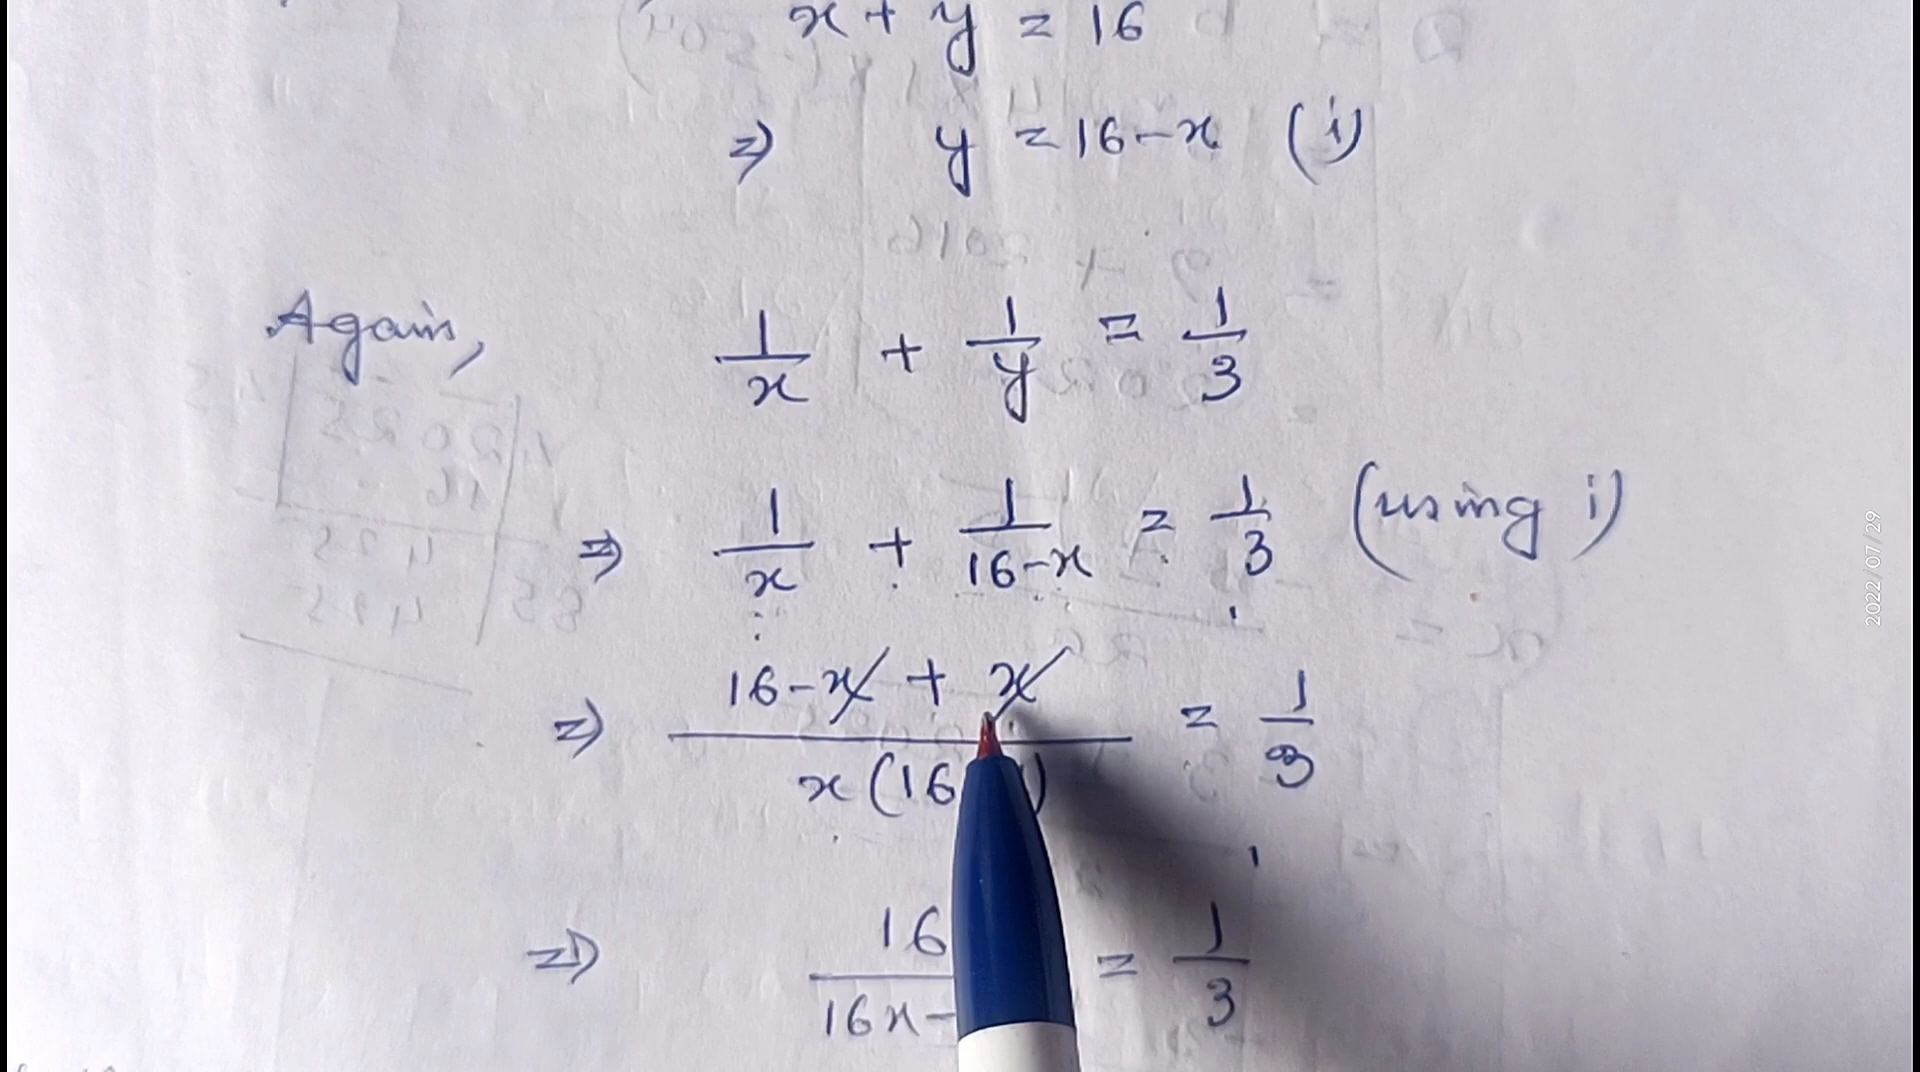 x + y = 16
⇒ y = 16 - x (i)
Again, 1/x + 1/y = 1/3
⇒ 1/x + 1/16-x = 1/3 (using i)
⇒ 16-x + x / x(16 ) = 1/3
⇒ 16 / 16x- = 1/3
2022/07/29